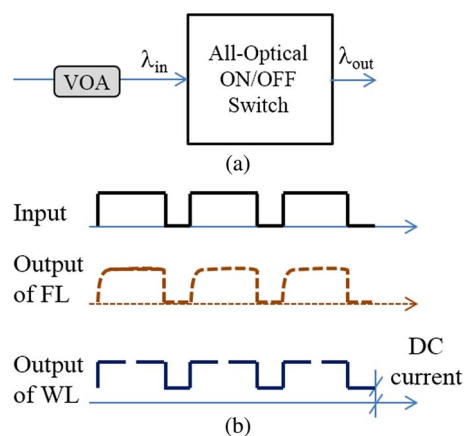 λin
λout
VOA
All-Optical
ON/OFF
Switch
(a)
Input
Output
of FL
Output
of WL
DC
current
(b)